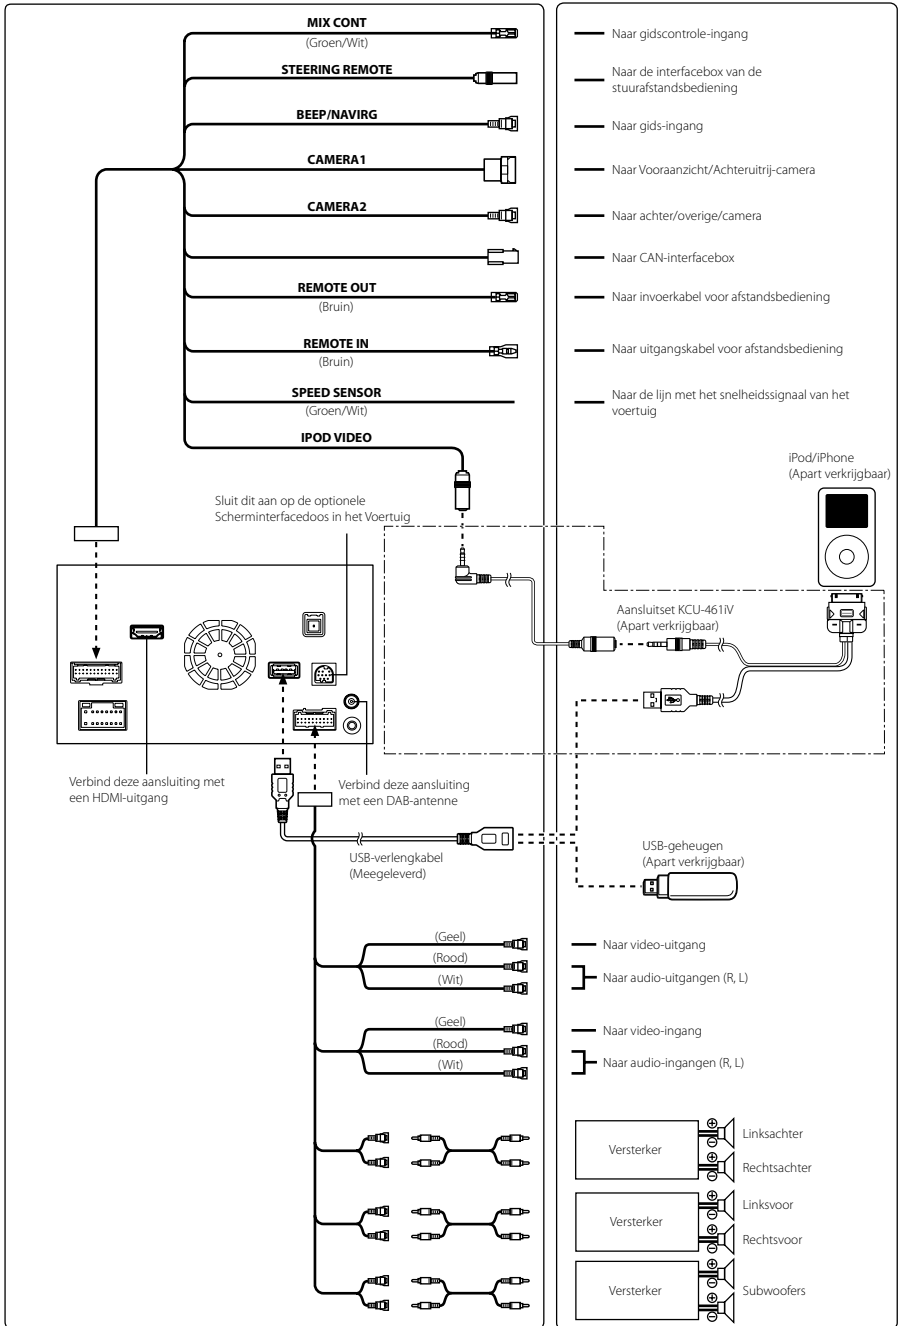 MIX CONT
(Groen/Wit)
Naar gidscontrole-ingang
STEERING REMOTE
Naar de interfacebox van de
stuurafstandsbediening
BEEP/NAVIRG
Naar gids-ingang
CAMERA1
Naar Vooraanzicht/Achteruitrij-camera
CAMERA2
Naar achter/overige/camera
Naar CAN-interfacebox
REMOTE OUT
(Bruin)
Naar invoerkabel voor afstandsbediening
REMOTE IN
(Bruin)
Naar uitgangskabel voor afstandsbediening
SPEED SENSOR
(Groen/Wit)
Naar de lijn met het snelheidssignaal van het
voertuig
IPOD VIDEO
iPod/iPhone
(Apart verkrijgbaar)
Sluit dit aan op de optionele
Scherminterfacedoos in het Voertuig
Aansluitset KCU-461iV
(Apart verkrijgbaar)
Verbind deze aansluiting met
een HDMI-uitgang
Verbind deze aansluiting
met een DAB-antenne
USB-verlengkabel
(Meegeleverd)
USB-geheugen
(Apart verkrijgbaar)
(Geel)
Naar video-uitgang
(Rood)
Naar audio-uitgangen (R, L)
(Wit)
(Geel)
Naar video-ingang
(Rood)
Naar audio-ingangen (R, L)
(Wit)
Versterker
Linksachter
Rechtsachter
Versterker
Linksvoor
Rechtsvoor
Versterker
Subwoofers